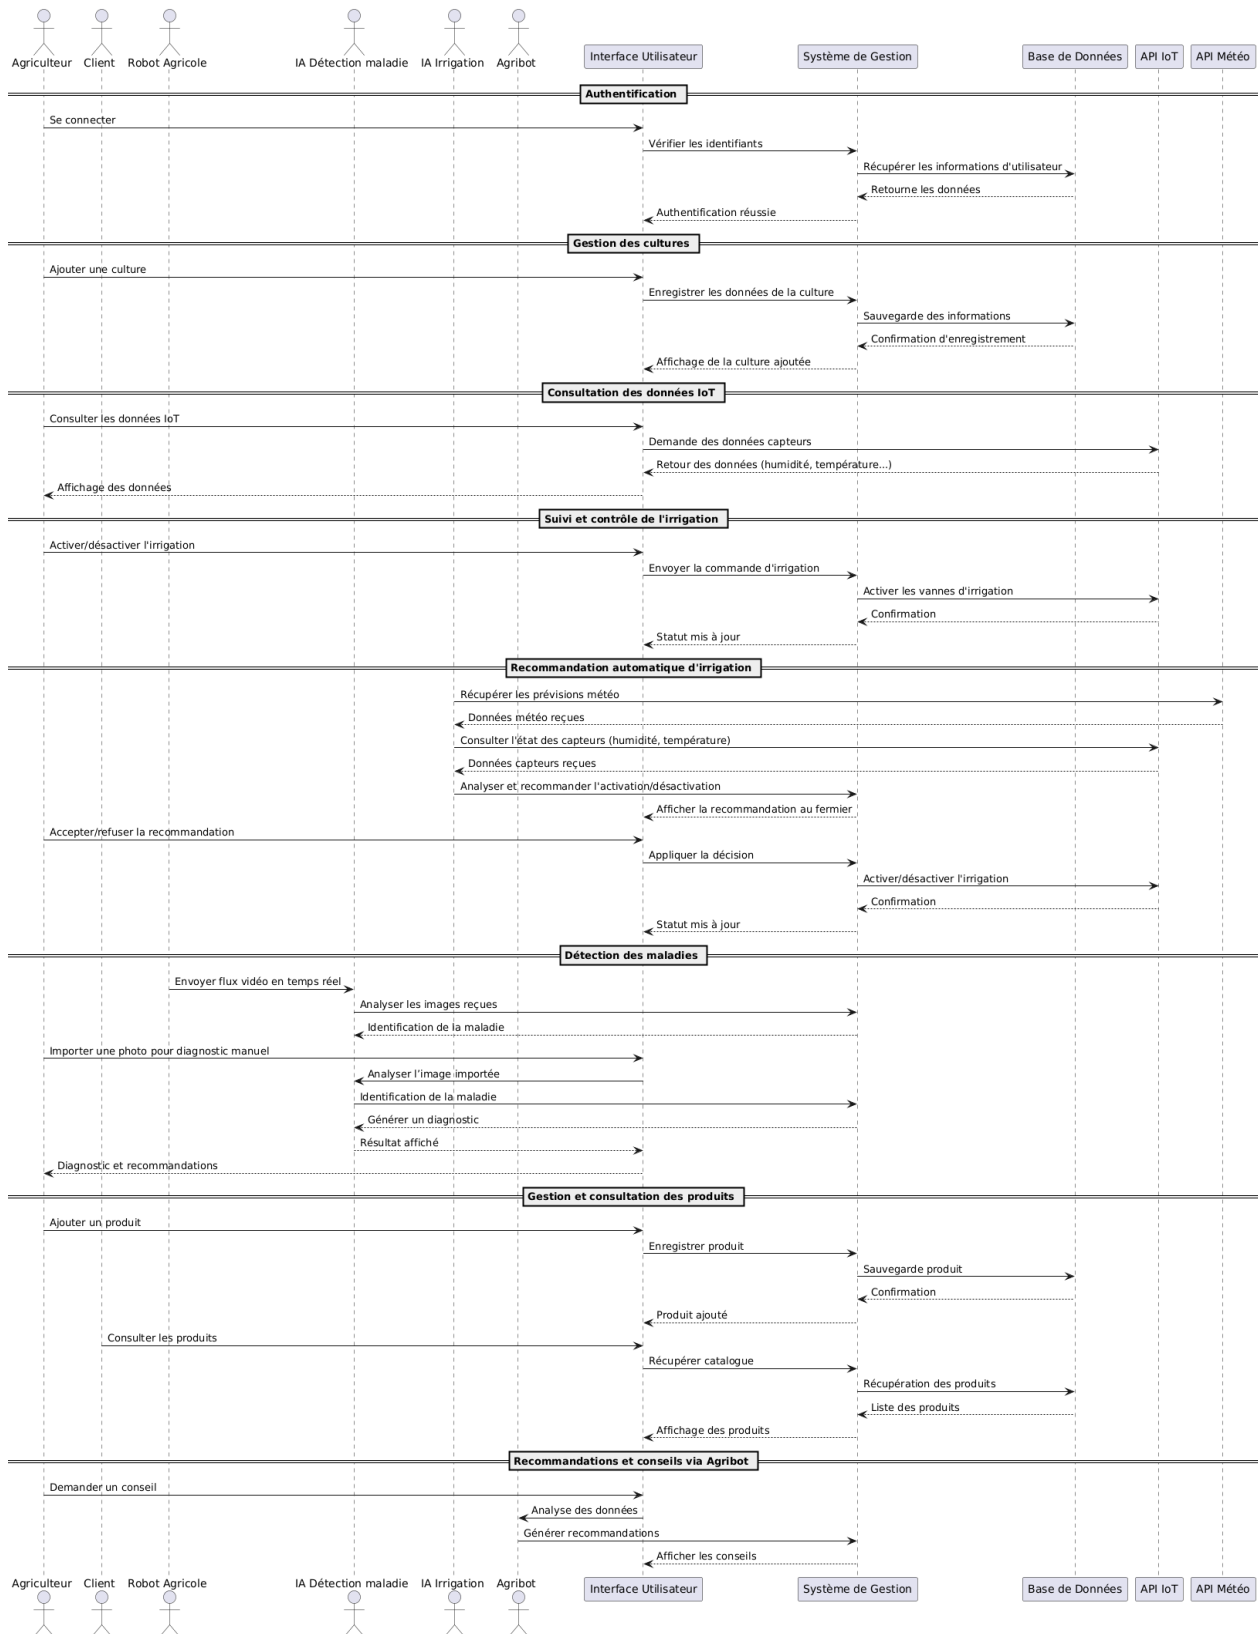 Agriculteur
Client
Robot Agricole
IA Détection maladie
IA Irrigation
Agribot
Interface Utilisateur
Système de Gestion
Base de Données
API IoT
API Météo
Authentification
Se connecter
Vérifier les identifiants
Récupérer les informations d'utilisateur
Retourne les données
Authentification réussie
Gestion des cultures
Ajouter une culture
Enregistrer les données de la culture
Sauvegarde des informations
Confirmation d'enregistrement
Affichage de la culture ajoutée
Consultation des données IoT
Consulter les données IoT
Demande des données capteurs
Retour des données (humidité, température...)
Affichage des données
Suivi et contrôle de l'irrigation
Activer/désactiver l'irrigation
Envoyer la commande d'irrigation
Activer les vannes d'irrigation
Confirmation
Statut mis à jour
Recommandation automatique d'irrigation
Récupérer les prévisions météo
Données météo reçues
Consulter l'état des capteurs (humidité, température)
Données capteurs reçues
Analyser et recommander l'activation/désactivation
Afficher la recommandation au fermier
Accepter/refuser la recommandation
Appliquer la décision
Activer/désactiver l'irrigation
Confirmation
Statut mis à jour
Détection des maladies
Envoyer flux vidéo en temps réel
Analyser les images reçues
Identification de la maladie
Importer une photo pour diagnostic manuel
Analyser l’image importée
Identification de la maladie
Générer un diagnostic
Résultat affiché
Diagnostic et recommandations
Gestion et consultation des produits
Ajouter un produit
Enregistrer produit
Sauvegarde produit
Confirmation
Produit ajouté
Consulter les produits
Récupérer catalogue
Récupération des produits
Liste des produits
Affichage des produits
Recommandations et conseils via Agribot
Demander un conseil
Analyse des données
Générer recommandations
Afficher les conseils
Agriculteur
Client
Robot Agricole
IA Détection maladie
IA Irrigation
Agribot
Interface Utilisateur
Système de Gestion
Base de Données
API IoT
API Météo